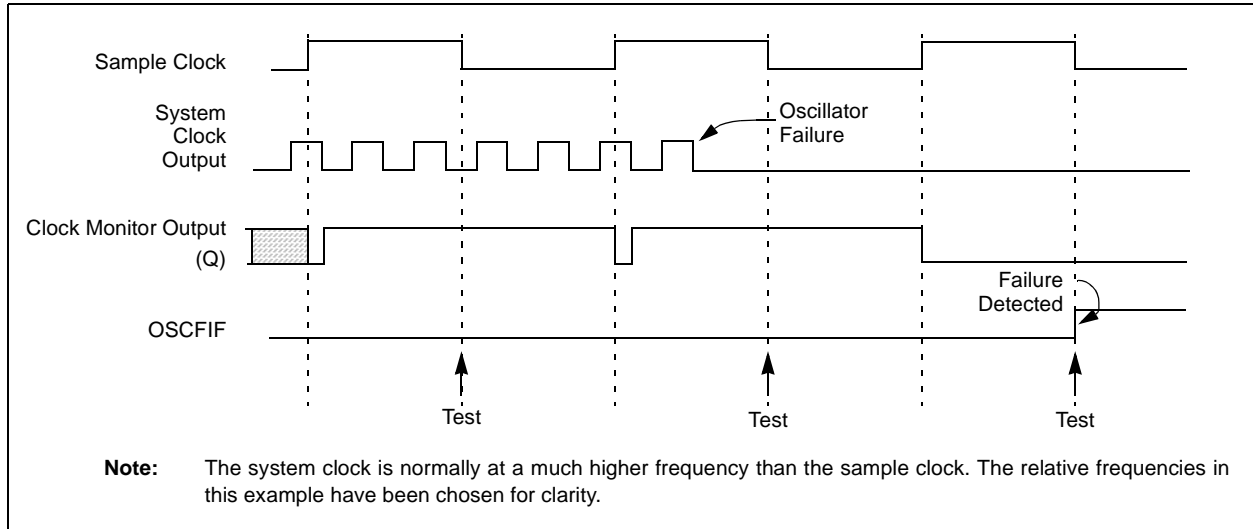 Sample Clock
System
Clock
Output
Oscillator
Failure
Clock Monitor Output
(Q)
Failure
Detected
OSCFIF
Test
Test
Test
Note: The system clock is normally at a much higher frequency than the sample clock. The relative frequencies in
this example have been chosen for clarity.